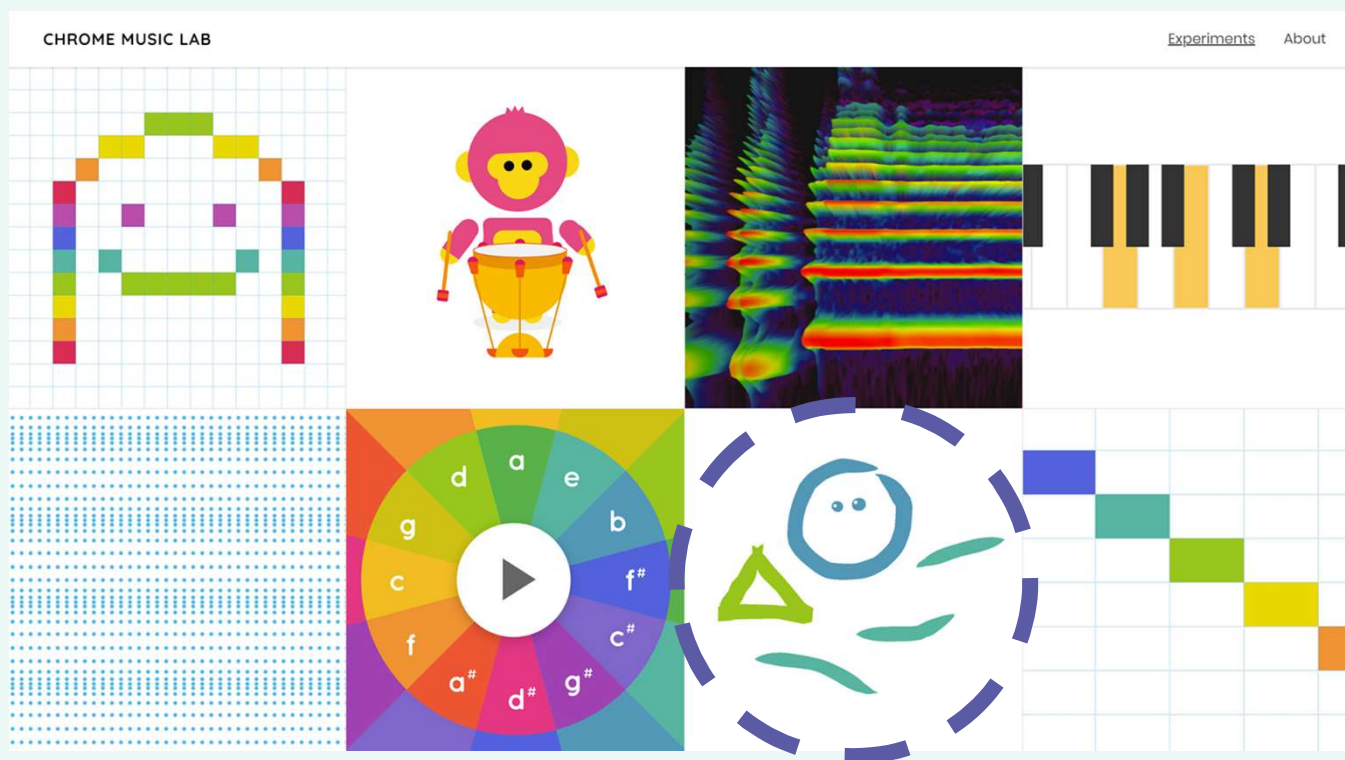 CHROME MUSIC LAB
Experiments About
a
d e
g b
c f#
f c#
a# g#
d#